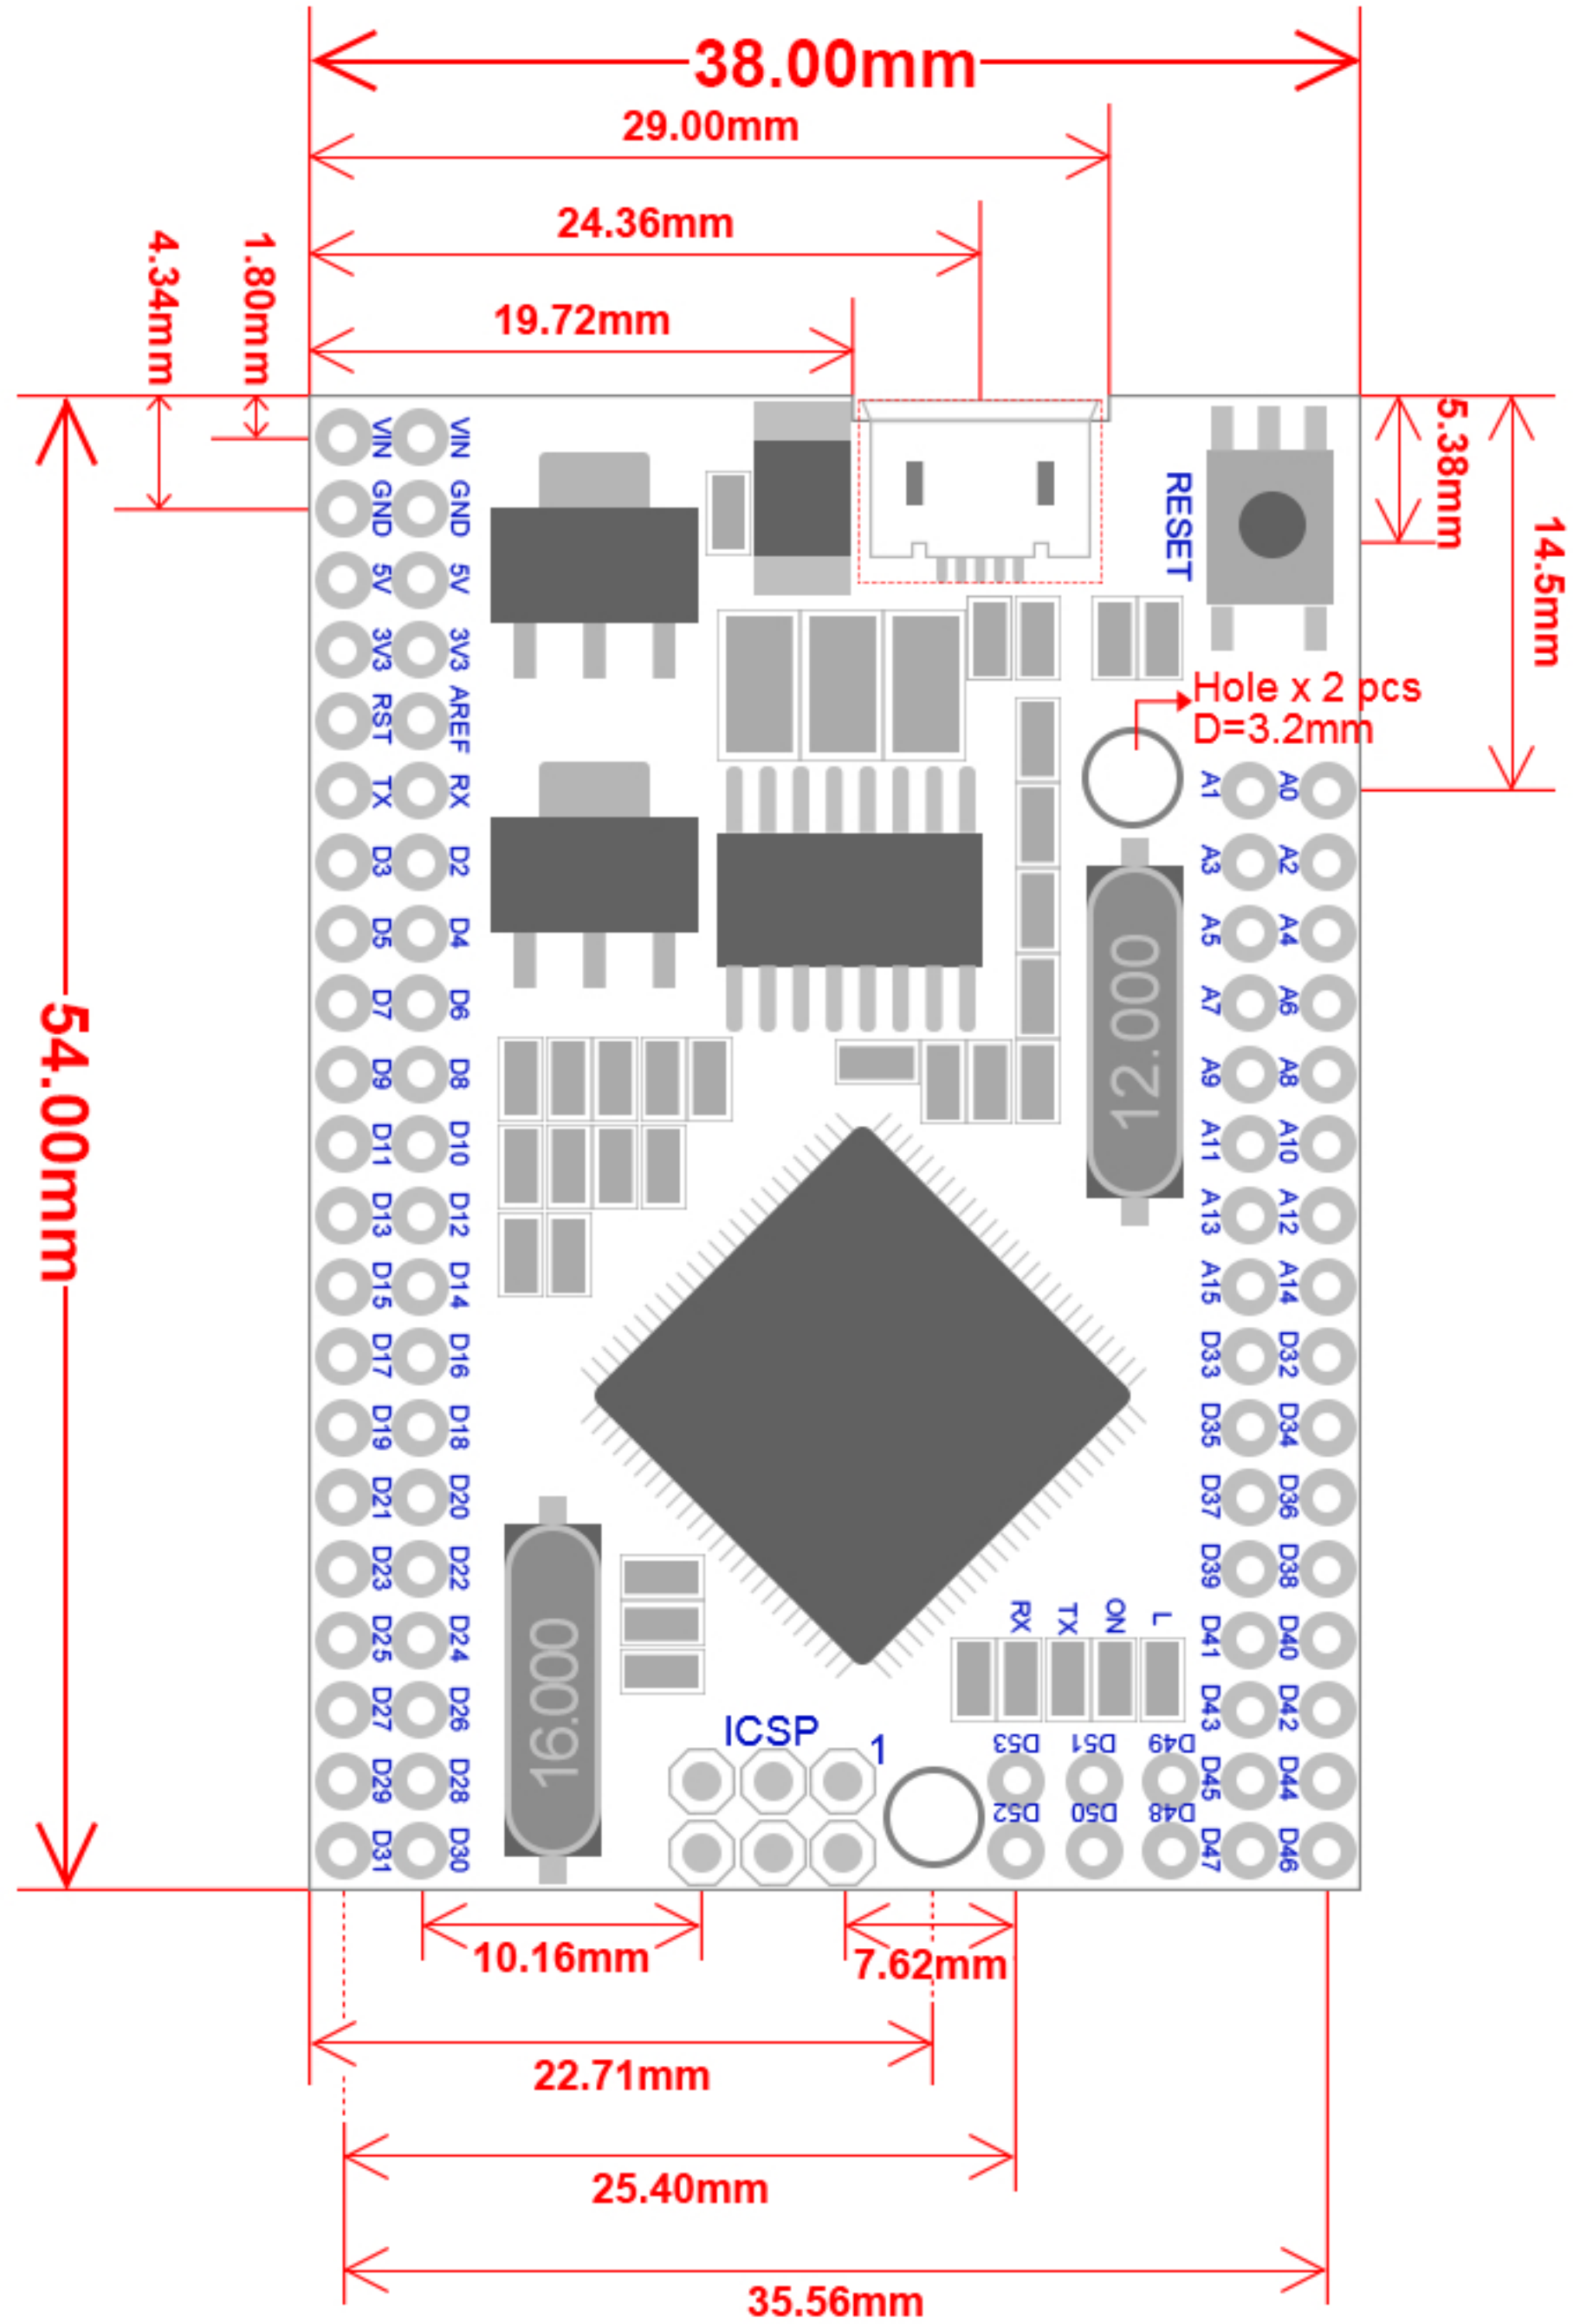 38.00mm
29.00mm
24.36mm
19.72mm
4.34mm
1.80mm
5.38mm
14.5mm
54.00mm
RESET
Hole x 2 pcs
D=3.2mm
VIN VIN
GND GND
5V 5V
3V3 3V3
RST AREF
TX RX A1 A0
D3 D2 A3 A2
D5 D4 A5 A4
D7 D6 A7 A6
D9 D8 A9 A8
D11 D10 A11 A10
D13 D12 A13 A12
D15 D14 A15 A14
D17 D16 D33 D32
D19 D18 D35 D34
D21 D20 D37 D36
D23 D22 D39 D38
D25 D24 D41 D40
D27 D26 D43 D42
D29 D28 D45 D44
D31 D30 D47 D46
12.000
16.000
RX TX ON L
ICSP
1
D53 D51 D49
D52 D50 D48
10.16mm
7.62mm
22.71mm
25.40mm
35.56mm